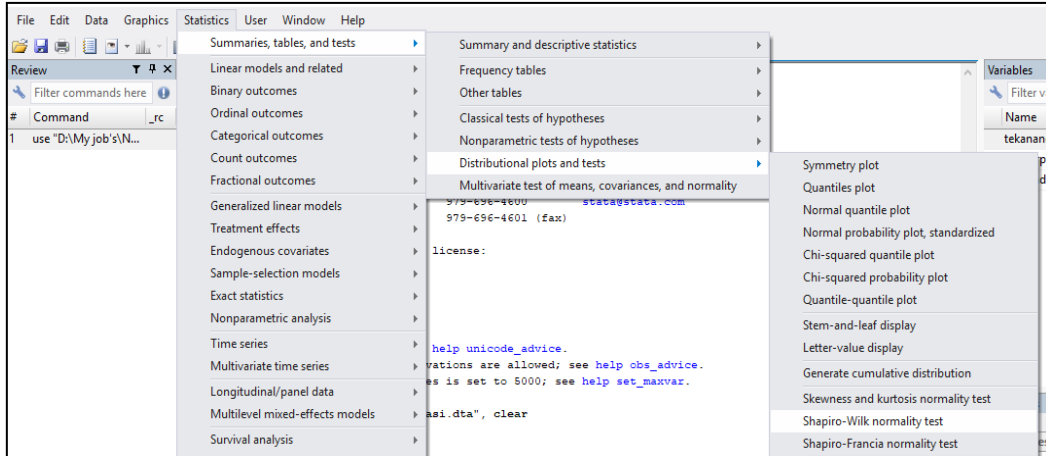 File Edit Data Graphics Statistics User Window Help
Review
Filter commands here
# Command _rc
1 use "D:\My job's\N...
Summaries, tables, and tests
Linear models and related
Binary outcomes
Ordinal outcomes
Categorical outcomes
Count outcomes
Fractional outcomes
Generalized linear models
Treatment effects
Endogenous covariates
Sample-selection models
Exact statistics
Nonparametric analysis
Time series
Multivariate time series
Longitudinal/panel data
Multilevel mixed-effects models
Survival analysis
Summary and descriptive statistics
Frequency tables
Other tables
Classical tests of hypotheses
Nonparametric tests of hypotheses
Distributional plots and tests
Multivariate test of means, covariances, and normality
979-696-4600 stata@stata.com
979-696-4601 (fax)
license:
help unicode_advice.
vations are allowed; see help obs_advice.
es is set to 5000; see help set_maxvar.
asi.dta", clear
Symmetry plot
Quantiles plot
Normal quantile plot
Normal probability plot, standardized
Chi-squared quantile plot
Chi-squared probability plot
Quantile-quantile plot
Stem-and-leaf display
Letter-value display
Generate cumulative distribution
Skewness and kurtosis normality test
Shapiro-Wilk normality test
Shapiro-Francia normality test
Variables
Filter v
Name
tekanan